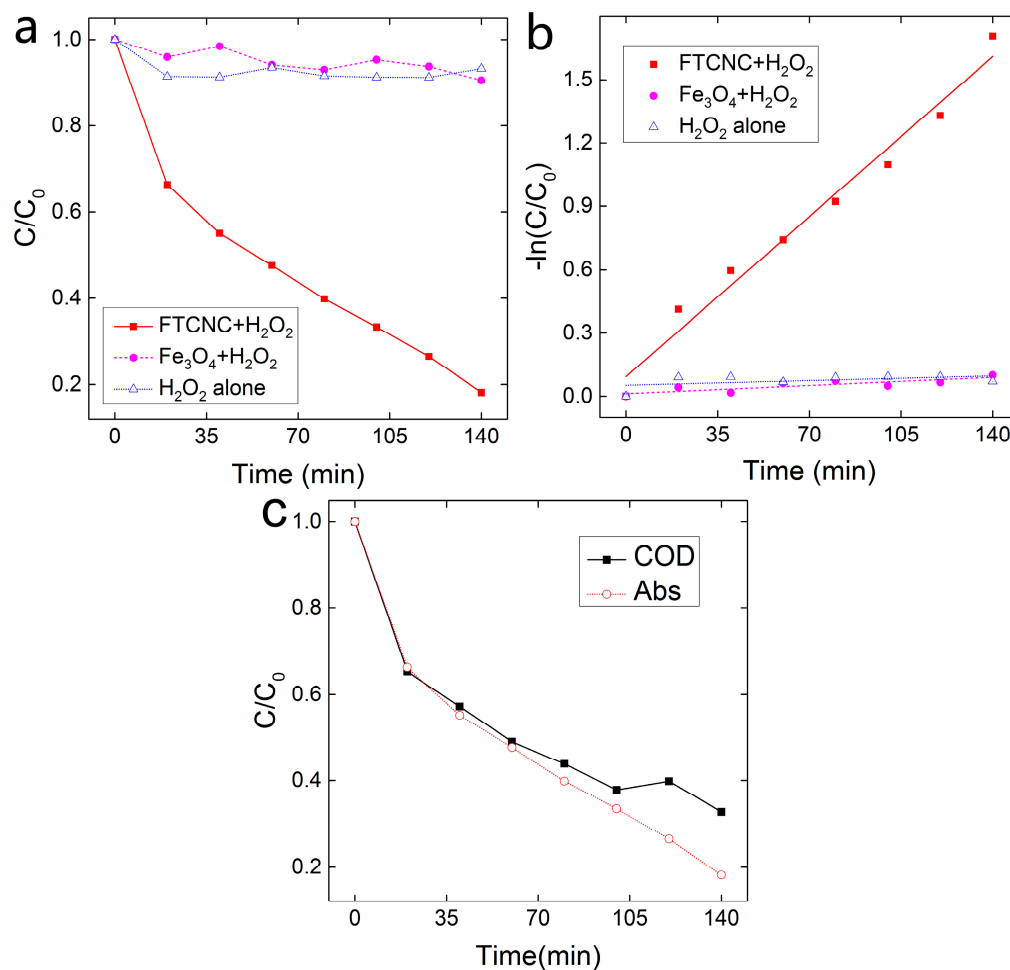 a
C/C0
1.0
0.8
0.6
0.4
0.2
FTCNC+H2O2
Fe3O4+H2O2
H2O2 alone
0 35 70 105 140
Time (min)
b
-ln(C/C0)
1.5
1.2
0.9
0.6
0.3
0.0
FTCNC+H2O2
Fe3O4+H2O2
H2O2 alone
0 35 70 105 140
Time (min)
c
C/C0
1.0
0.8
0.6
0.4
0.2
COD
Abs
0 35 70 105 140
Time(min)